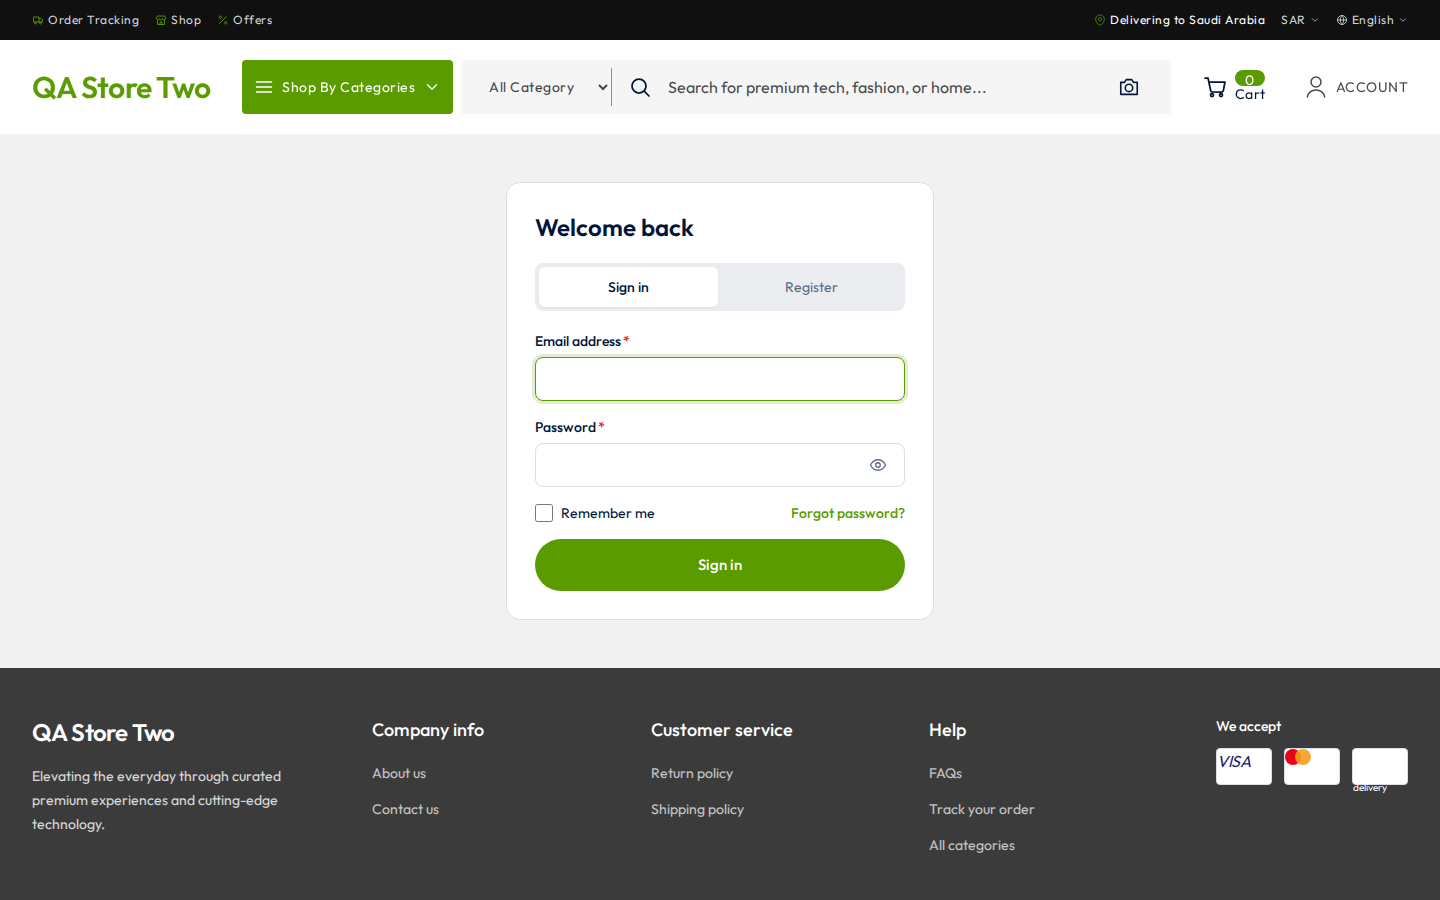 Order Tracking
Shop
Offers
Delivering to Saudi Arabia
SAR
English
QA Store Two
Shop By Categories
All Category
Search for premium tech, fashion, or home...
0
Cart
ACCOUNT
Welcome back
Sign in
Register
Email address *
Password *
Remember me
Forgot password?
Sign in
QA Store Two
Elevating the everyday through curated
premium experiences and cutting-edge
technology.
Company info
About us
Contact us
Customer service
Return policy
Shipping policy
Help
FAQs
Track your order
All categories
We accept
VISA
delivery